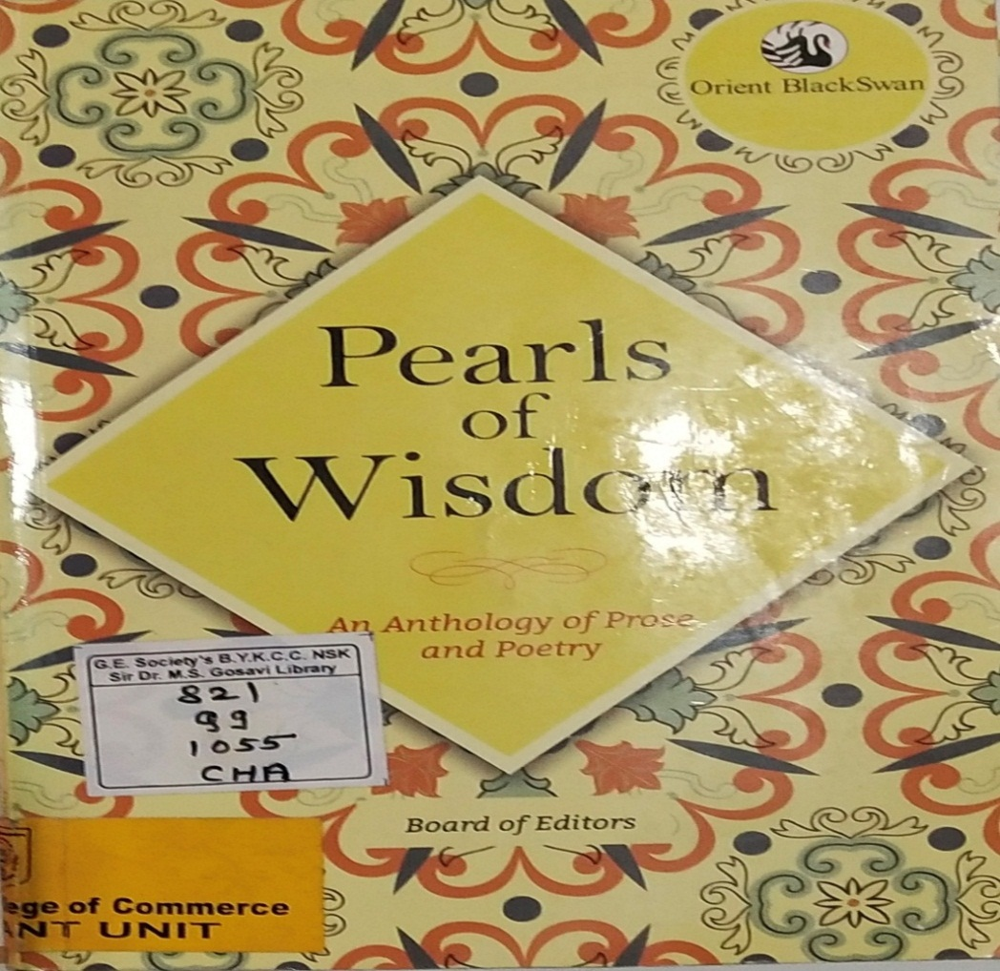 Orient BlackSwan
Pearls
of
Wisdom
An Anthology of Prose
and Poetry
G.E. Society's B.Y.K.C.C. NSK
Sir Dr. M.S. Gosavi Library
821
99
1055
CHA
Board of Editors
ege of Commerce
NT UNIT